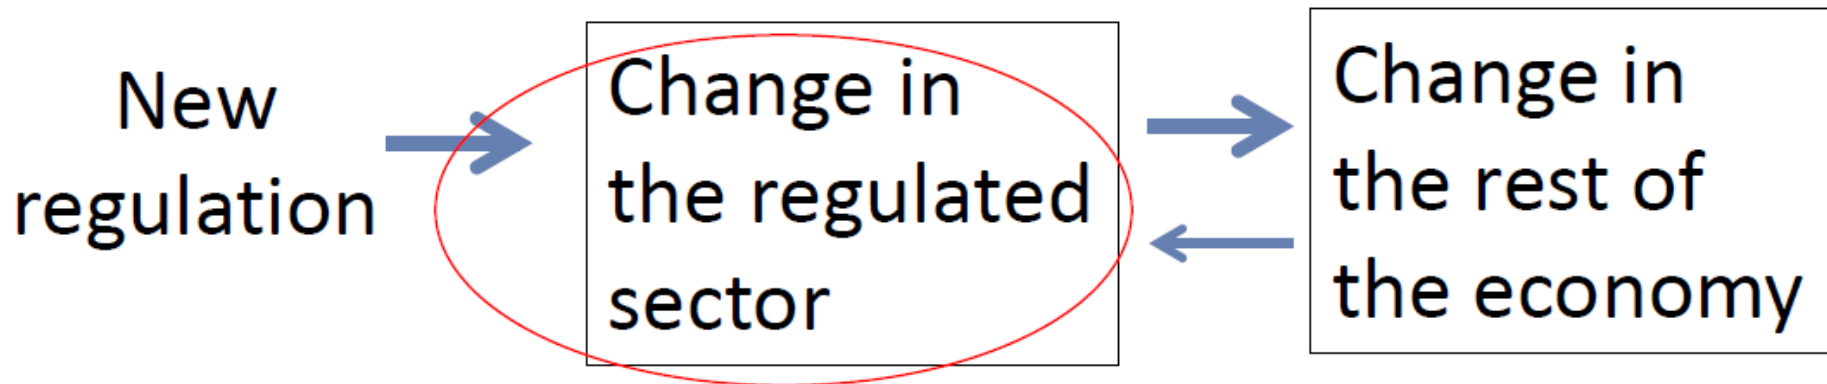 New
regulation
Change in
the regulated
sector
Change in
the rest of
the economy